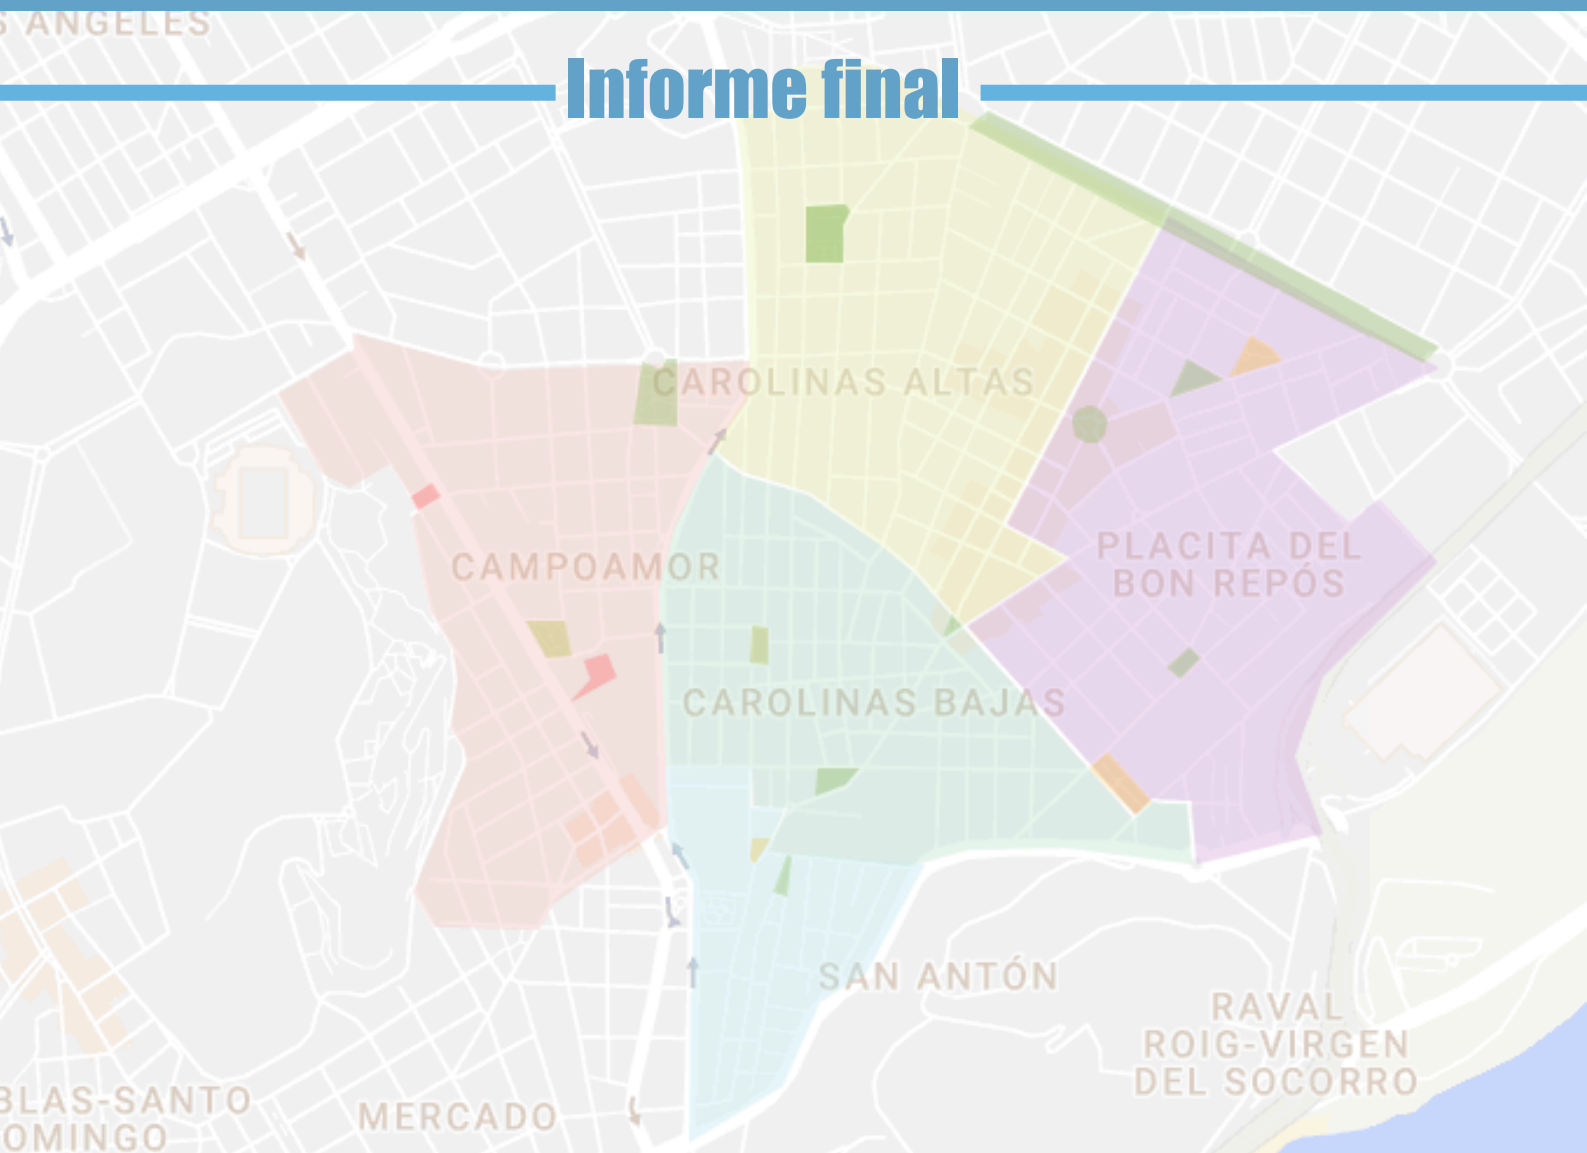 S ANGELES
Informe final
CAROLINAS ALTAS
CAMPOAMOR
PLACITA DEL
BON REPÓS
CAROLINAS BAJAS
SAN ANTÓN
RAVAL
ROIG-VIRGEN
DEL SOCORRO
BLAS-SANTO
OMINGO
MERCADO